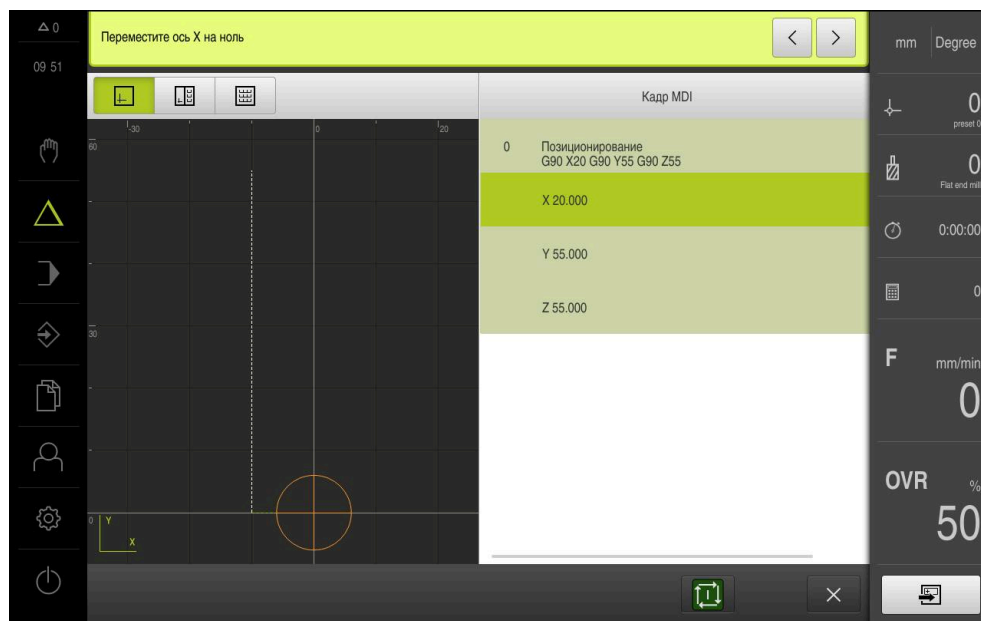 0
09 51
Переместите ось X на ноль
mm
Degree
Кадр MDI
-30
0
20
60
30
0
Y
X
0
Позиционирование
G90 X20 G90 Y55 G90 Z55
X 20.000
Y 55.000
Z 55.000
0
preset 0
0
Flat end mill
0:00:00
0
F
mm/min
0
OVR
%
50